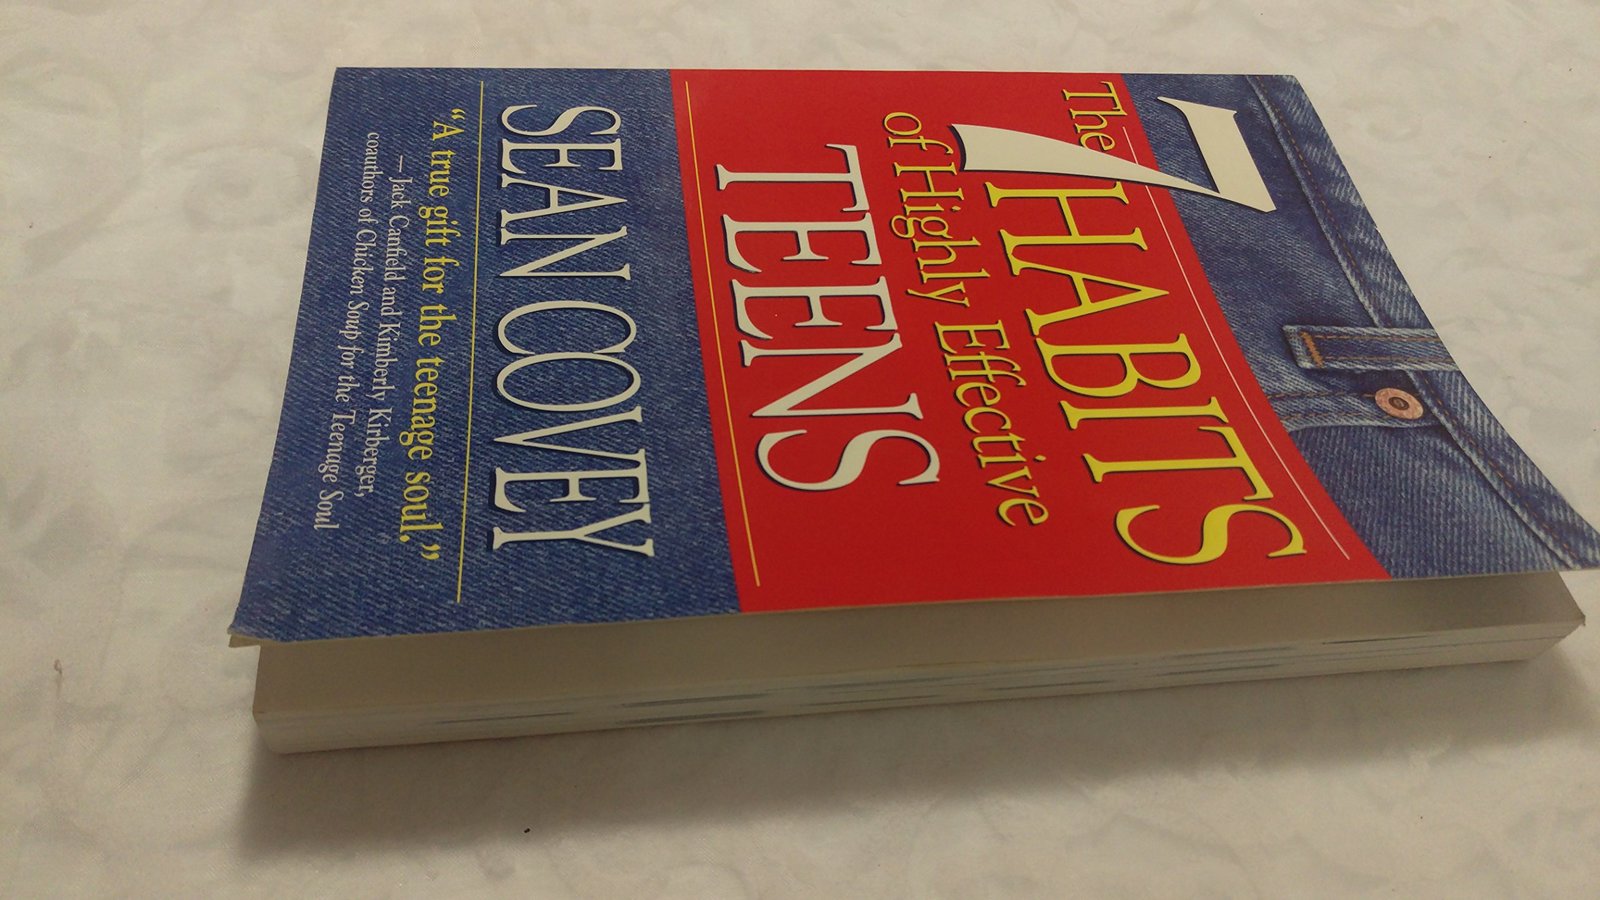 The 7 HABITS
of Highly Effective
TEENS
SEAN COVEY
“A true gift for the teenage soul.”
— Jack Canfield and Kimberly Kirberger,
coauthors of Chicken Soup for the Teenage Soul